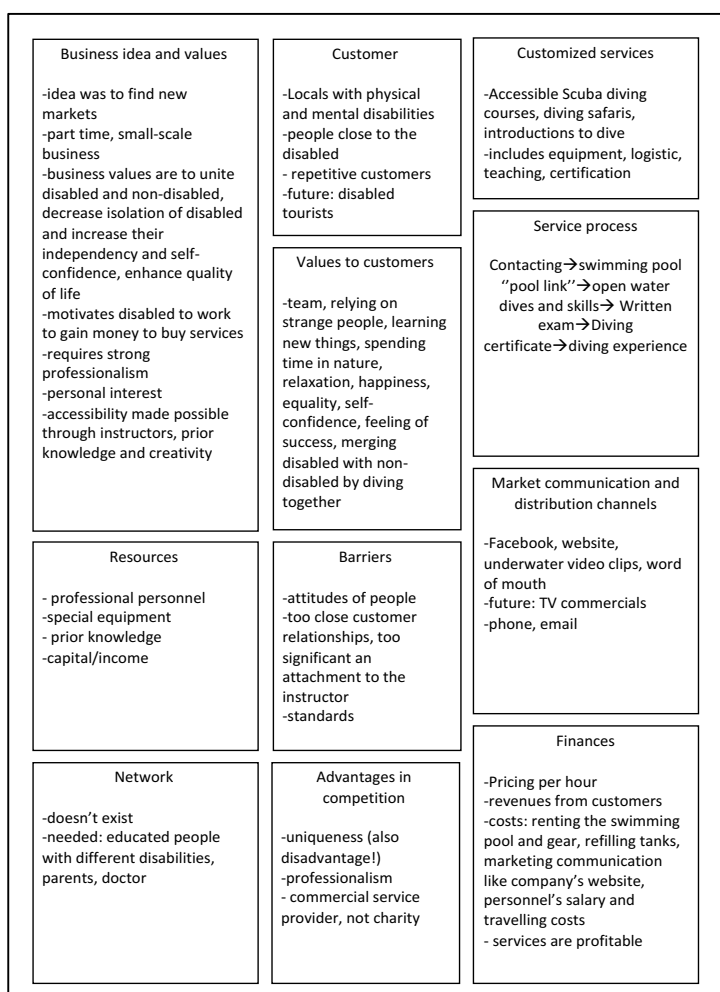 Business idea and values
-idea was to find new
markets
-part time, small-scale
business
-business values are to unite
disabled and non-disabled,
decrease isolation of disabled
and increase their
independency and self-
confidence, enhance quality
of life
-motivates disabled to work
to gain money to buy services
-requires strong
professionalism
-personal interest
-accessibility made possible
through instructors, prior
knowledge and creativity
Resources
- professional personnel
-special equipment
- prior knowledge
-capital/income
Network
-doesn't exist
-needed: educated people
with different disabilities,
parents, doctor
Customer
-Locals with physical
and mental disabilities
-people close to the
disabled
- repetitive customers
-future: disabled
tourists
Values to customers
-team, relying on
strange people, learning
new things, spending
time in nature,
relaxation, happiness,
equality, self-
confidence, feeling of
success, merging
disabled with non-
disabled by diving
together
Barriers
-attitudes of people
-too close customer
relationships, too
significant an
attachment to the
instructor
-standards
Advantages in
competition
-uniqueness (also
disadvantage!)
-professionalism
- commercial service
provider, not charity
Customized services
-Accessible Scuba diving
courses, diving safaris,
introductions to dive
-includes equipment, logistic,
teaching, certification
Service process
Contacting→swimming pool
"pool link"→open water
dives and skills→ Written
exam→Diving
certificate→diving experience
Market communication and
distribution channels
-Facebook, website,
underwater video clips, word
of mouth
-future: TV commercials
-phone, email
Finances
-Pricing per hour
-revenues from customers
-costs: renting the swimming
pool and gear, refilling tanks,
marketing communication
like company's website,
personnel's salary and
travelling costs
- services are profitable